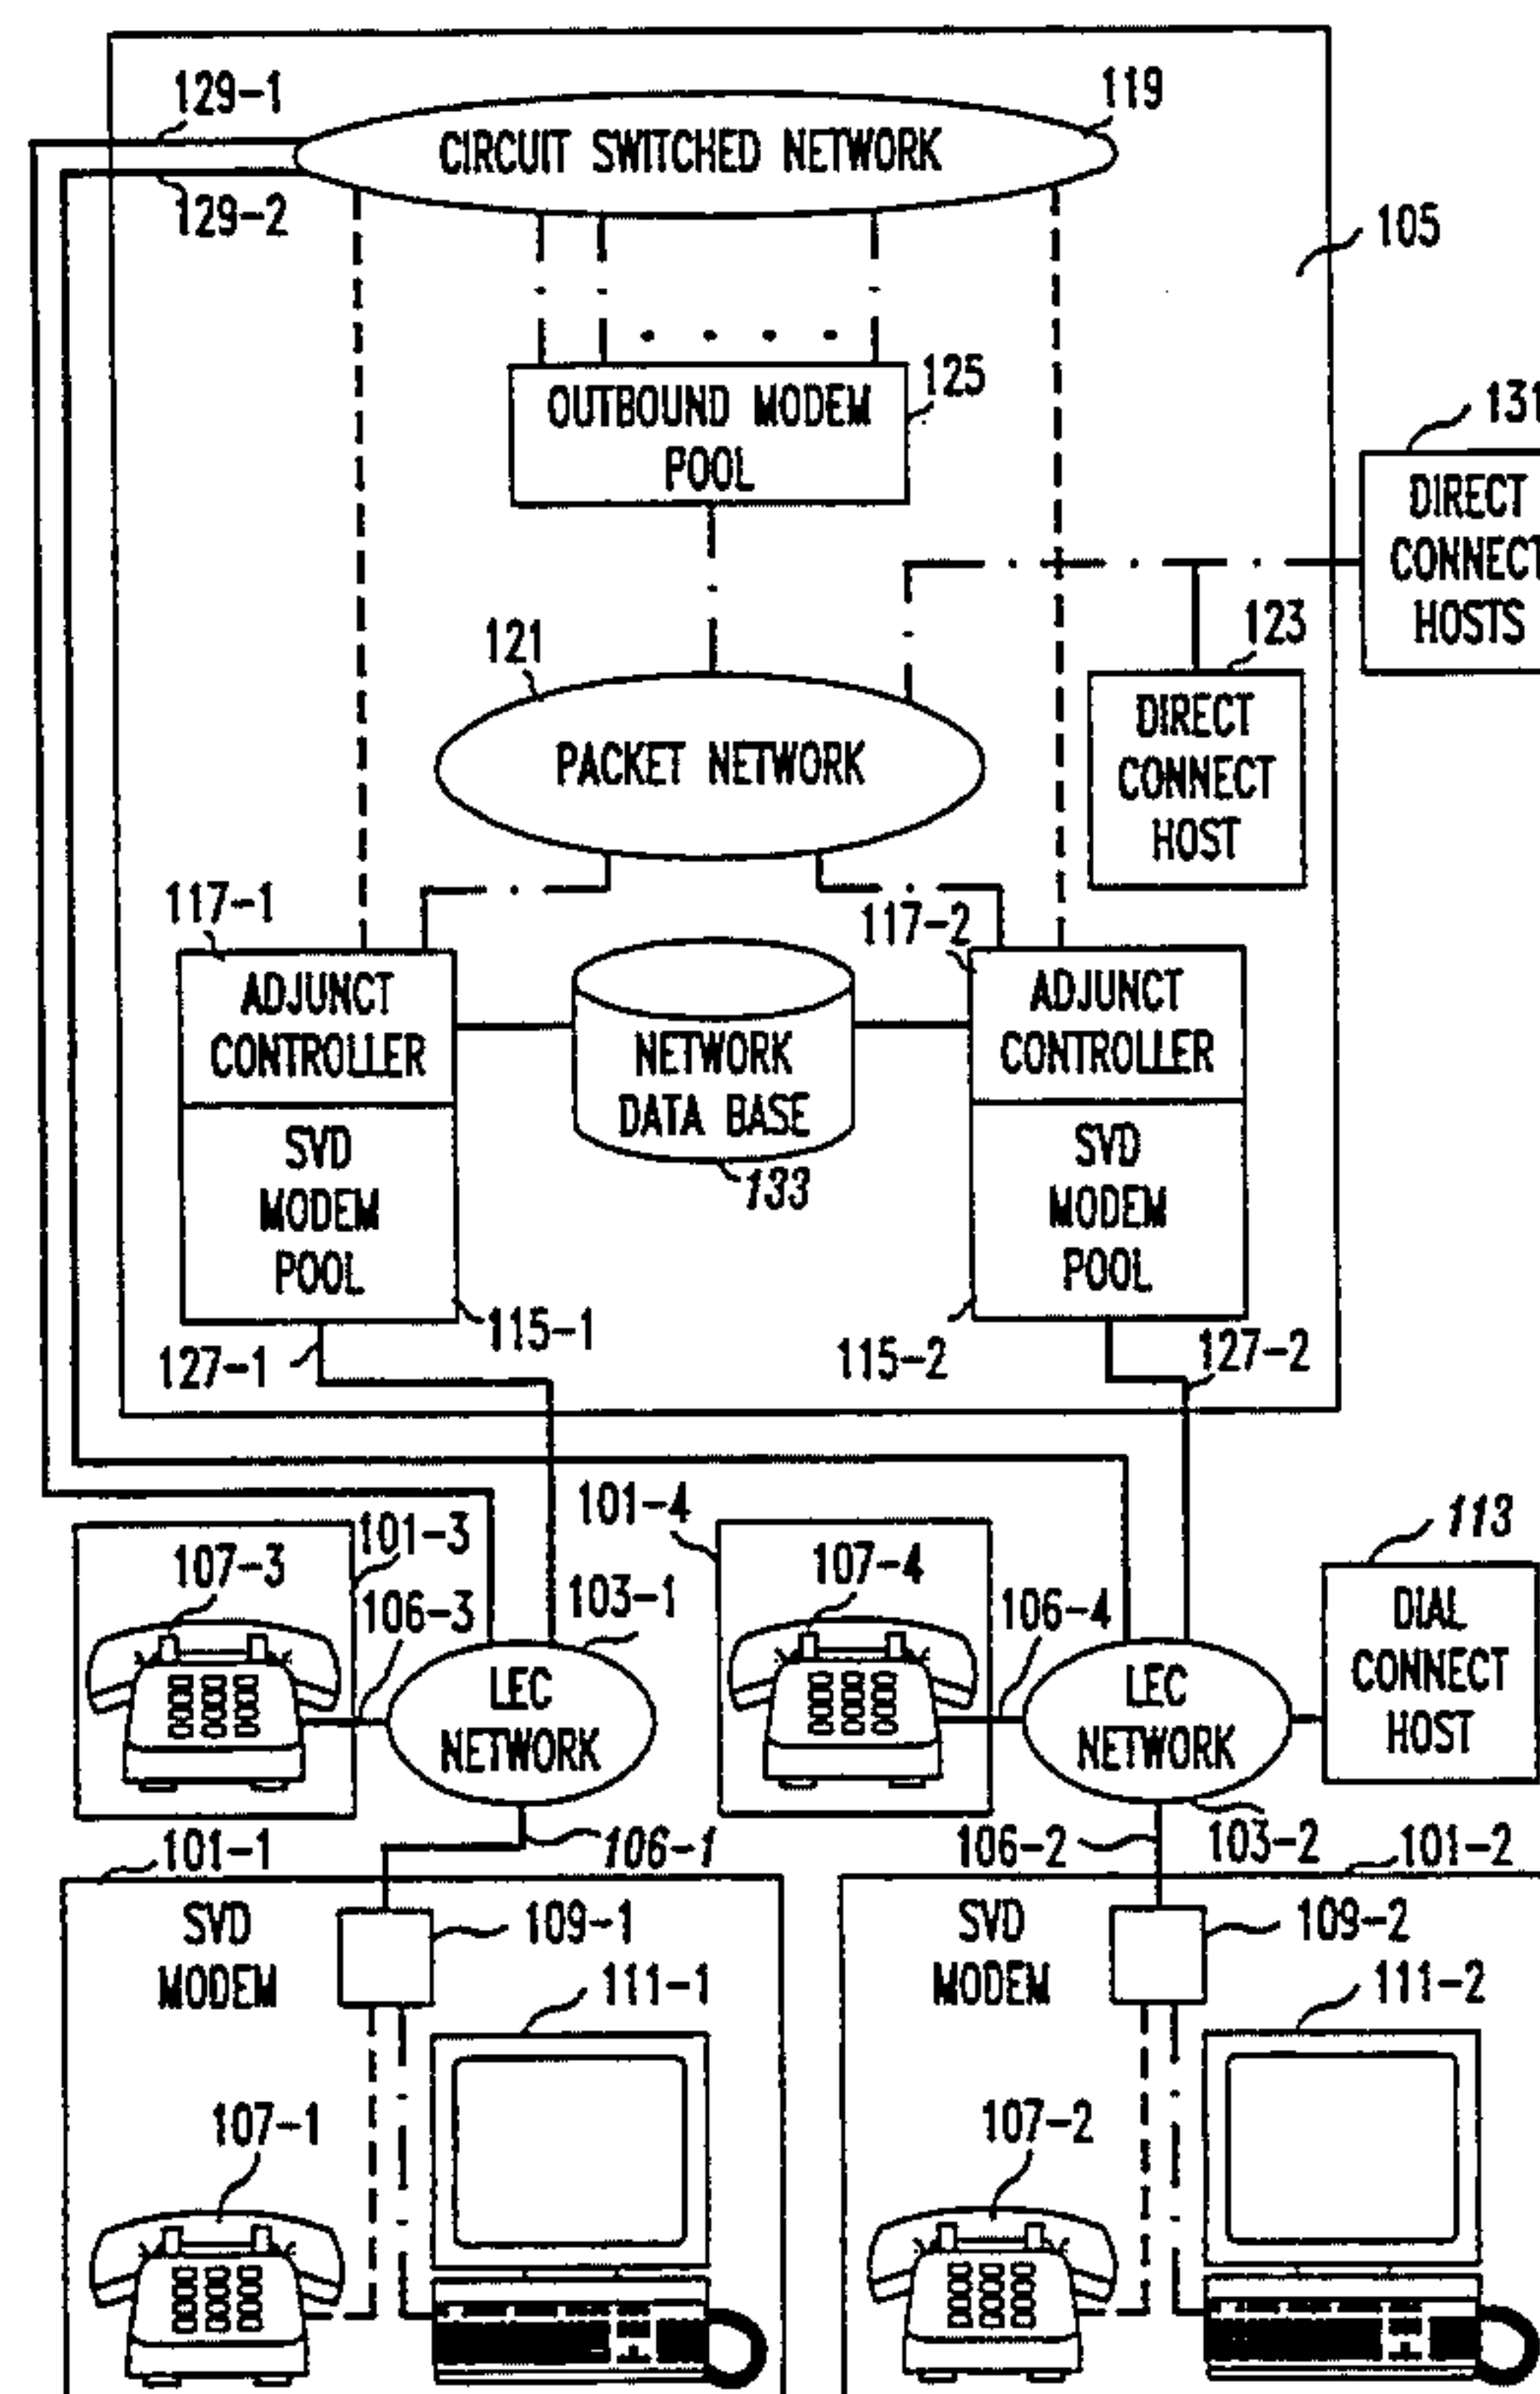 129-1
119
CIRCUIT SWITCHED NETWORK
129-2
105
125
OUTBOUND MODEM
POOL
131
DIRECT
CONNECT
HOSTS
121
123
PACKET NETWORK
DIRECT
CONNECT
HOST
117-1
117-2
ADJUNCT
CONTROLLER
NETWORK
DATA BASE
133
ADJUNCT
CONTROLLER
SVD
MODEM
POOL
SVD
MODEM
POOL
115-1
127-1
115-2
127-2
101-3
101-4
113
107-3
106-3
103-1
107-4
106-4
DIAL
CONNECT
HOST
LEC
NETWORK
LEC
NETWORK
101-1
106-1
106-2
103-2
101-2
SVD
MODEM
109-1
SVD
MODEM
109-2
111-1
111-2
107-1
107-2